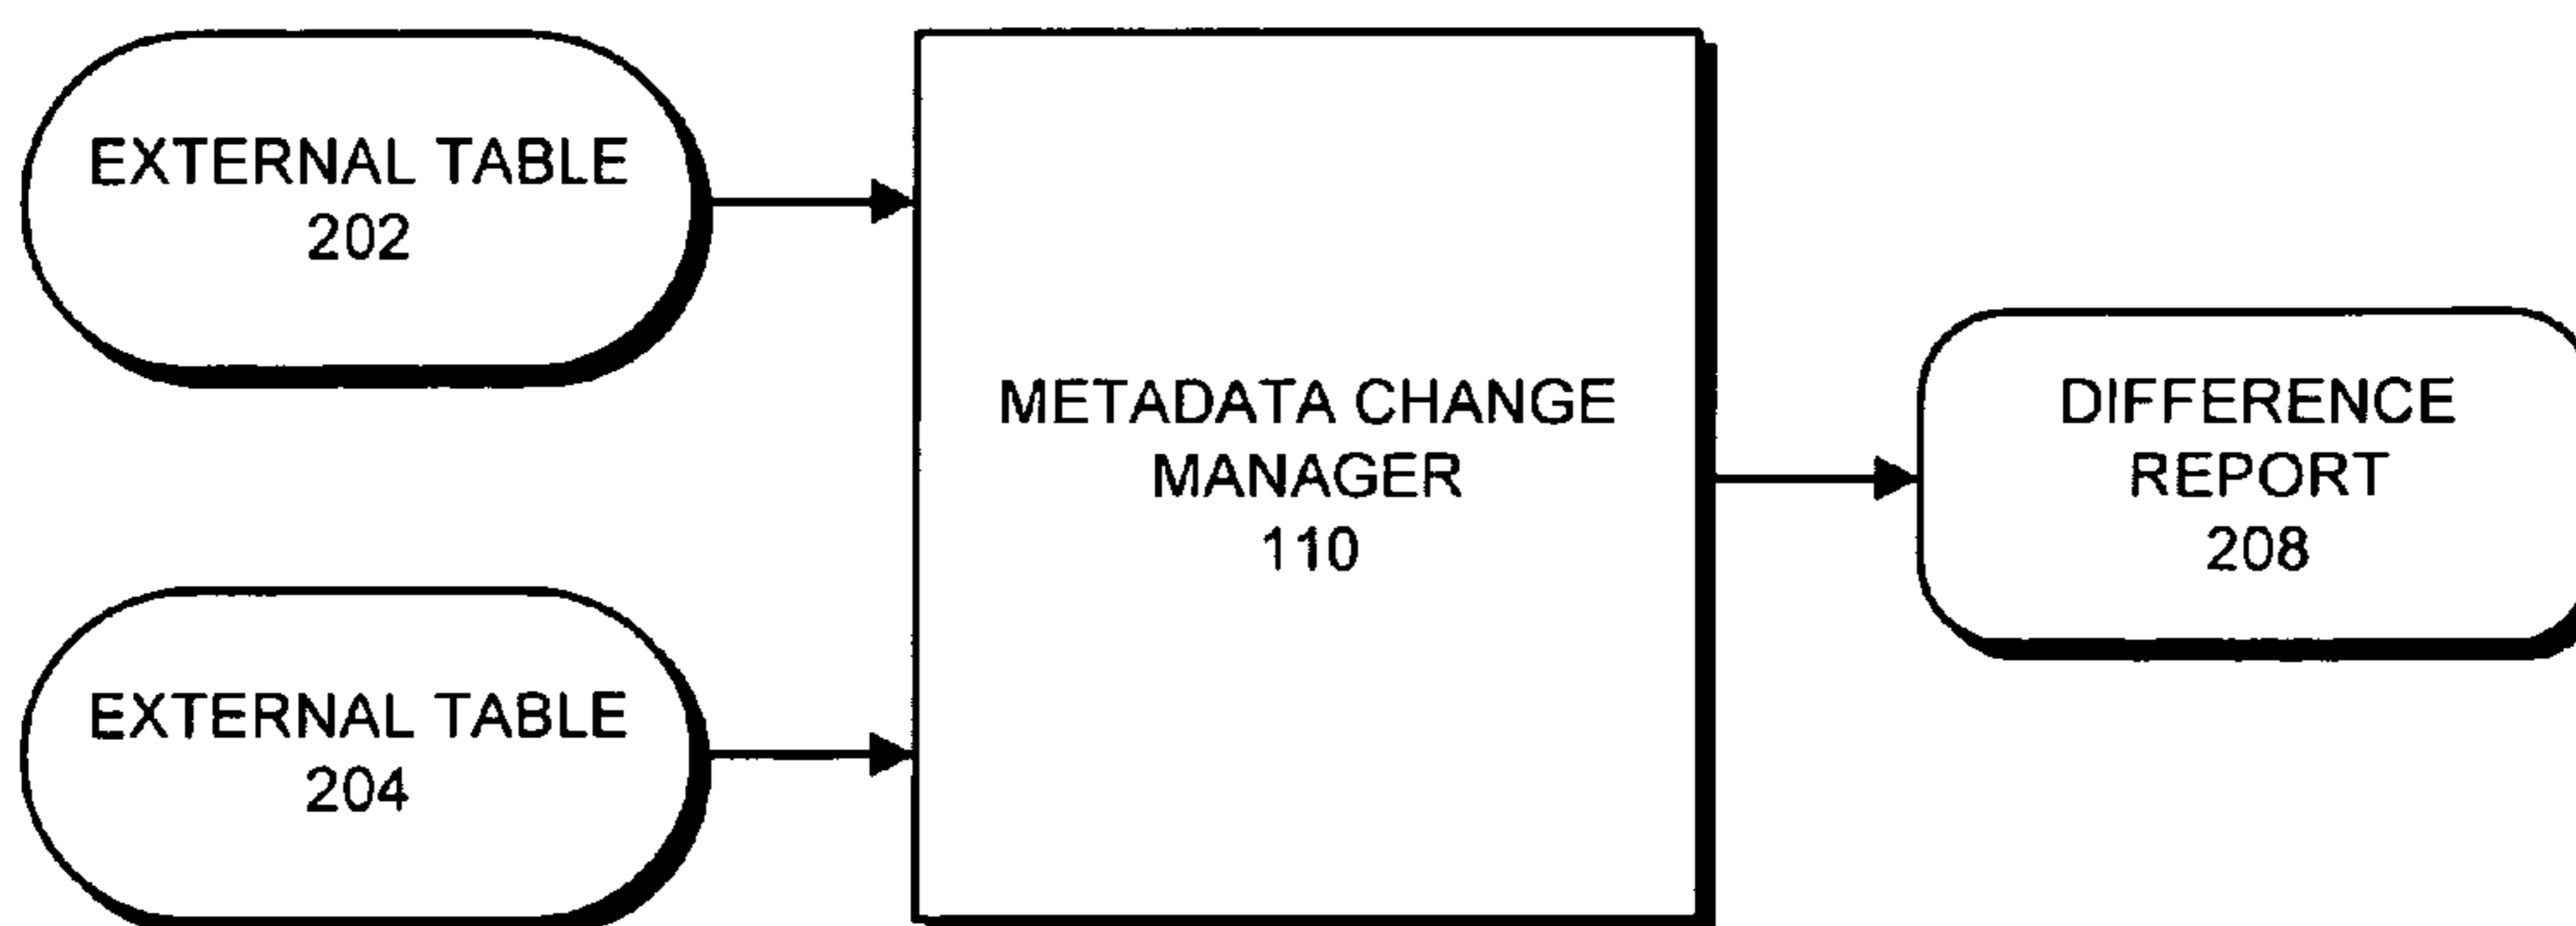 EXTERNAL TABLE
202
EXTERNAL TABLE
204
METADATA CHANGE
MANAGER
110
DIFFERENCE
REPORT
208